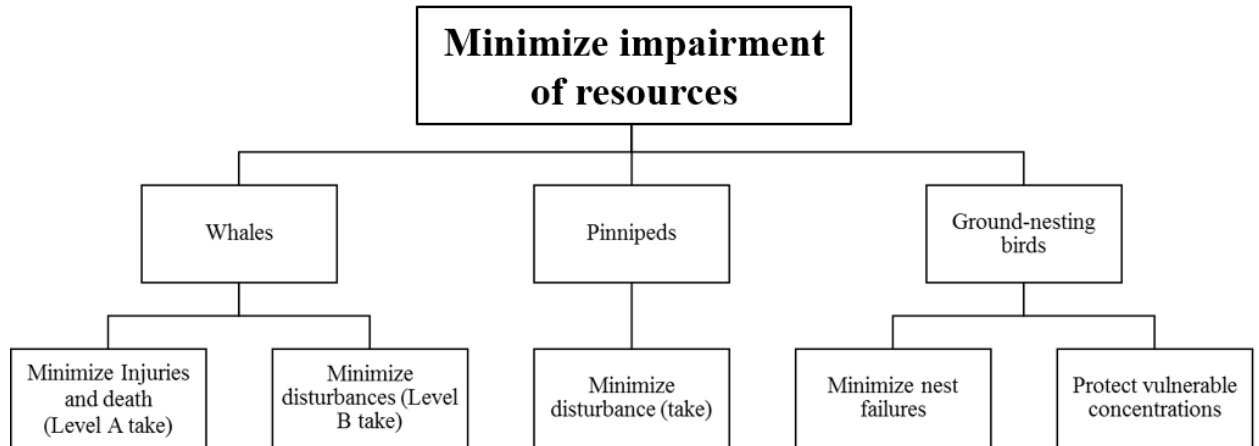 Minimize impairment
of resources
Whales
Pinnipeds
Ground-nesting
birds
Minimize Injuries
and death
(Level A take)
Minimize
disturbances (Level
B take)
Minimize
disturbance (take)
Minimize nest
failures
Protect vulnerable
concentrations